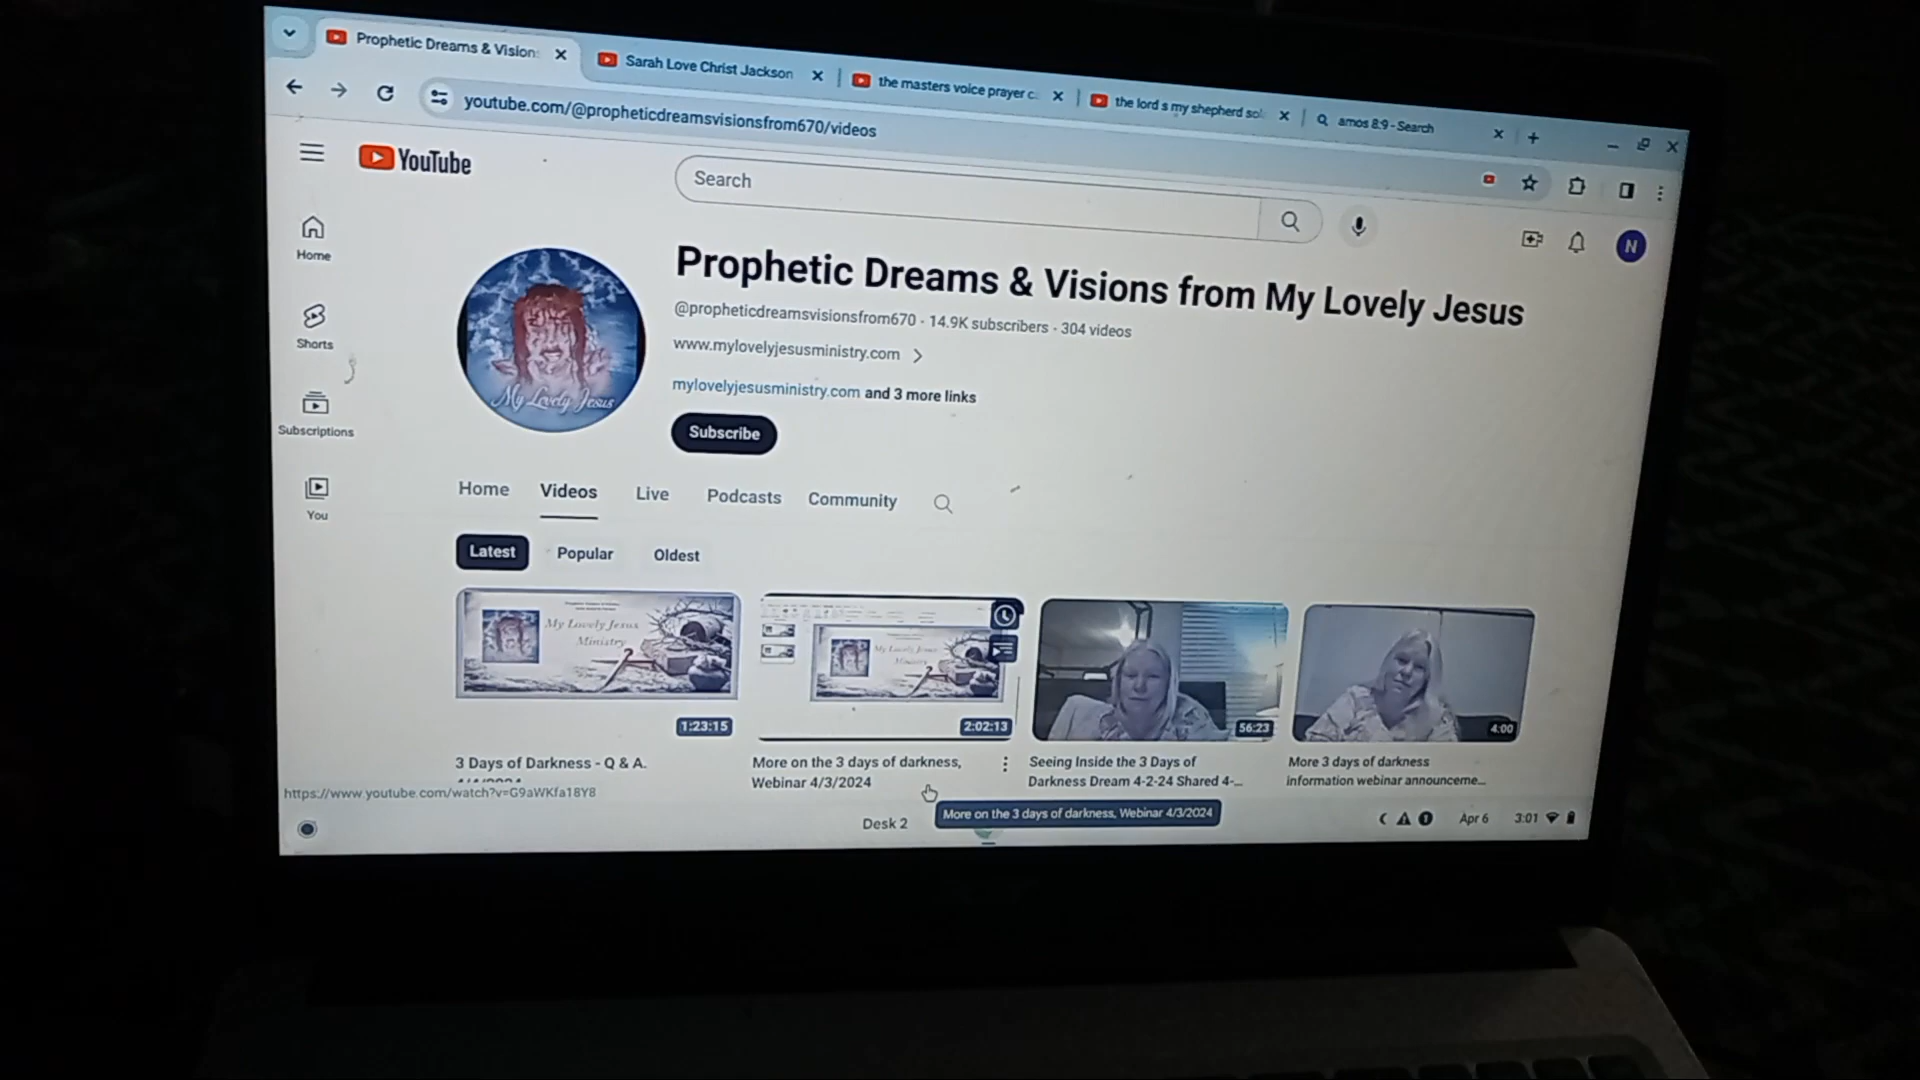 Prophetic Dreams & Vision
Sarah Love Christ Jackson
the masters voice prayer c
the lord s my shepherd sol
amos 8:9 - Search
youtube.com/@propheticdreamsvisionsfrom670/videos
YouTube
Search
N
Home
Shorts
Subscriptions
You
My Lovely Jesus
Prophetic Dreams & Visions from My Lovely Jesus
@propheticdreamsvisionsfrom670 · 14.9K subscribers · 304 videos
www.mylovelyjesusministry.com
mylovelyjesusministry.com and 3 more links
Subscribe
Home Videos Live Podcasts Community
Latest Popular Oldest
My Lovely Jesus
Ministry
1:23:15
My Lovely Jesus
Ministry
2:02:13
56:23
4:00
3 Days of Darkness - Q & A.
More on the 3 days of darkness,
Webinar 4/3/2024
Seeing Inside the 3 Days of
Darkness Dream 4-2-24 Shared 4-...
More 3 days of darkness
information webinar announceme...
https://www.youtube.com/watch?v=G9aWKfa18Y8
Desk 2
More on the 3 days of darkness, Webinar 4/3/2024
Apr 6
3:01